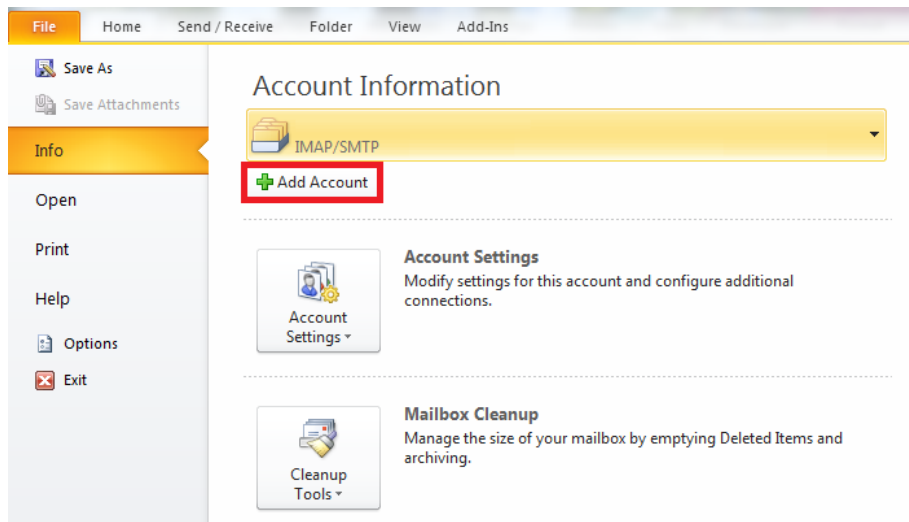 File Home Send / Receive Folder View Add-Ins
Save As
Save Attachments
Info
Open
Print
Help
Options
Exit
Account Information
IMAP/SMTP
Add Account
Account Settings
Account Settings
Modify settings for this account and configure additional
connections.
Cleanup Tools
Mailbox Cleanup
Manage the size of your mailbox by emptying Deleted Items and
archiving.